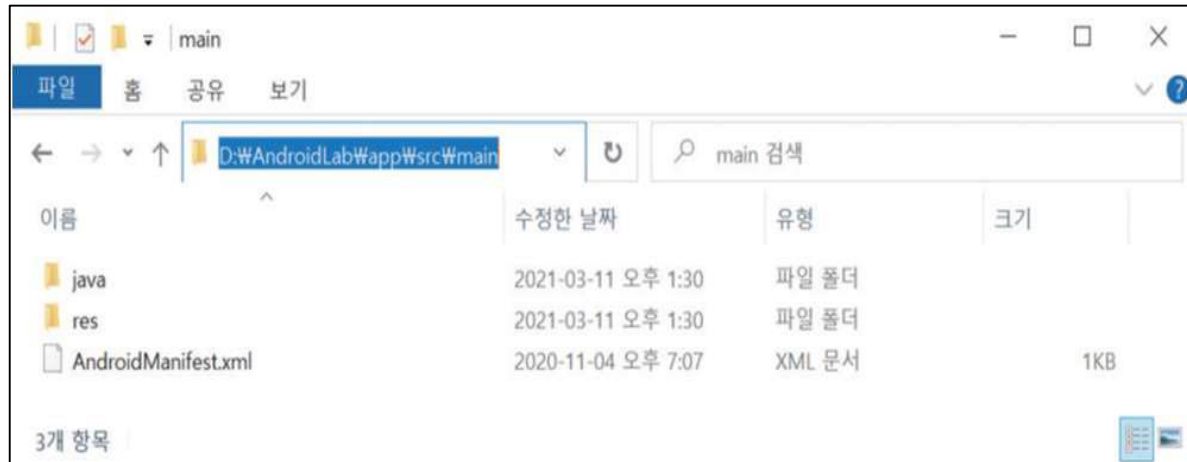 main
파일 홈 공유 보기
D:₩AndroidLab₩app₩src₩main main 검색
이름 수정한 날짜 유형 크기
java 2021-03-11 오후 1:30 파일 폴더
res 2021-03-11 오후 1:30 파일 폴더
AndroidManifest.xml 2020-11-04 오후 7:07 XML 문서 1KB
3개 항목